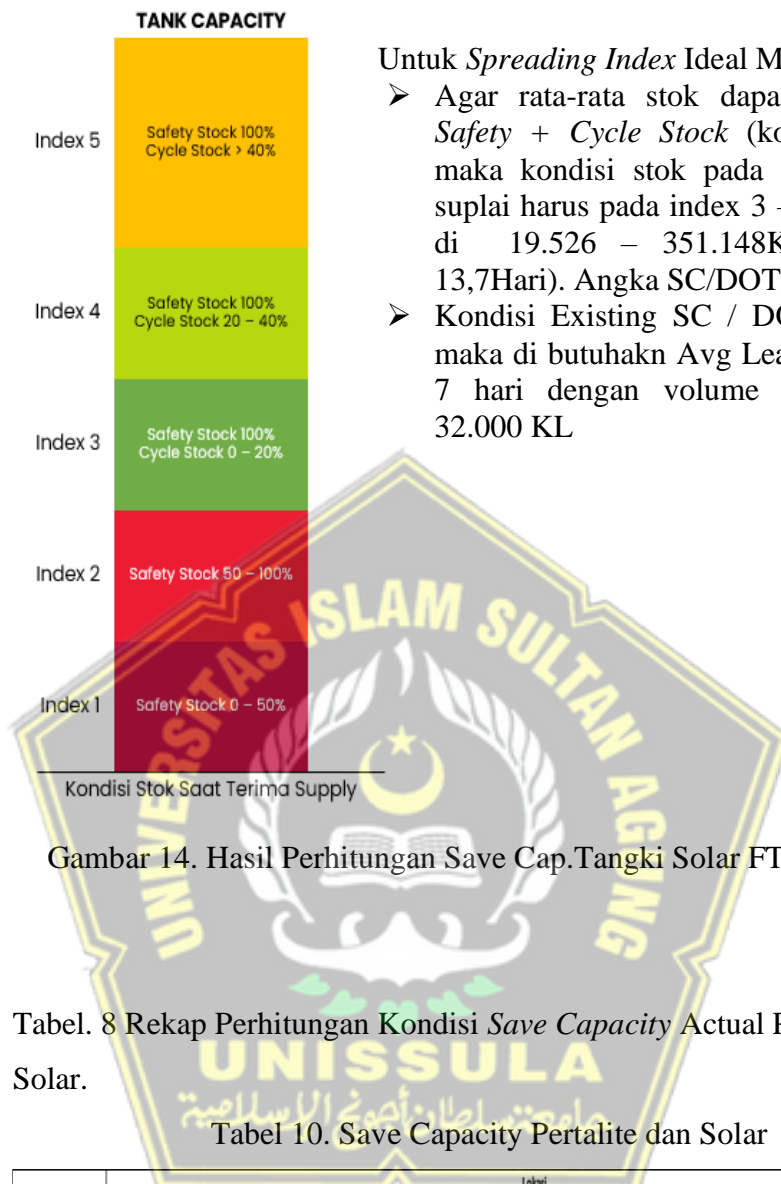 TANK CAPACITY
Index 5
Safety Stock 100%
Cycle Stock > 40%
Index 4
Safety Stock 100%
Cycle Stock 20 – 40%
Index 3
Safety Stock 100%
Cycle Stock 0 – 20%
Index 2
Safety Stock 50 – 100%
Index 1
Safety Stock 0 – 50%
Kondisi Stok Saat Terima Supply
Untuk Spreading Index Ideal M
➢ Agar rata-rata stok dapa
Safety + Cycle Stock (ko
maka kondisi stok pada
suplai harus pada index 3 –
di 19.526 – 351.148K
13,7Hari). Angka SC/DOT
➢ Kondisi Existing SC / DO
maka di butuhakn Avg Lea
7 hari dengan volume
32.000 KL
UNIVERSITAS ISLAM SULTAN AGUNG
Gambar 14. Hasil Perhitungan Save Cap.Tangki Solar FT
Tabel. 8 Rekap Perhitungan Kondisi Save Capacity Actual
Solar.
UNISSULA
جامعة سلطان أجونج الإسلامية
Tabel 10. Save Capacity Pertalite dan Solar
Lokasi